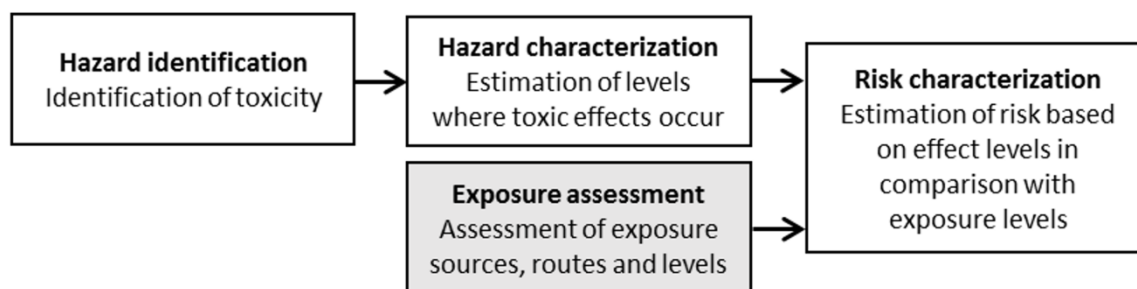 Hazard identification
Identification of toxicity
Hazard characterization
Estimation of levels
where toxic effects occur
Exposure assessment
Assessment of exposure
sources, routes and levels
Risk characterization
Estimation of risk based
on effect levels in
comparison with
exposure levels